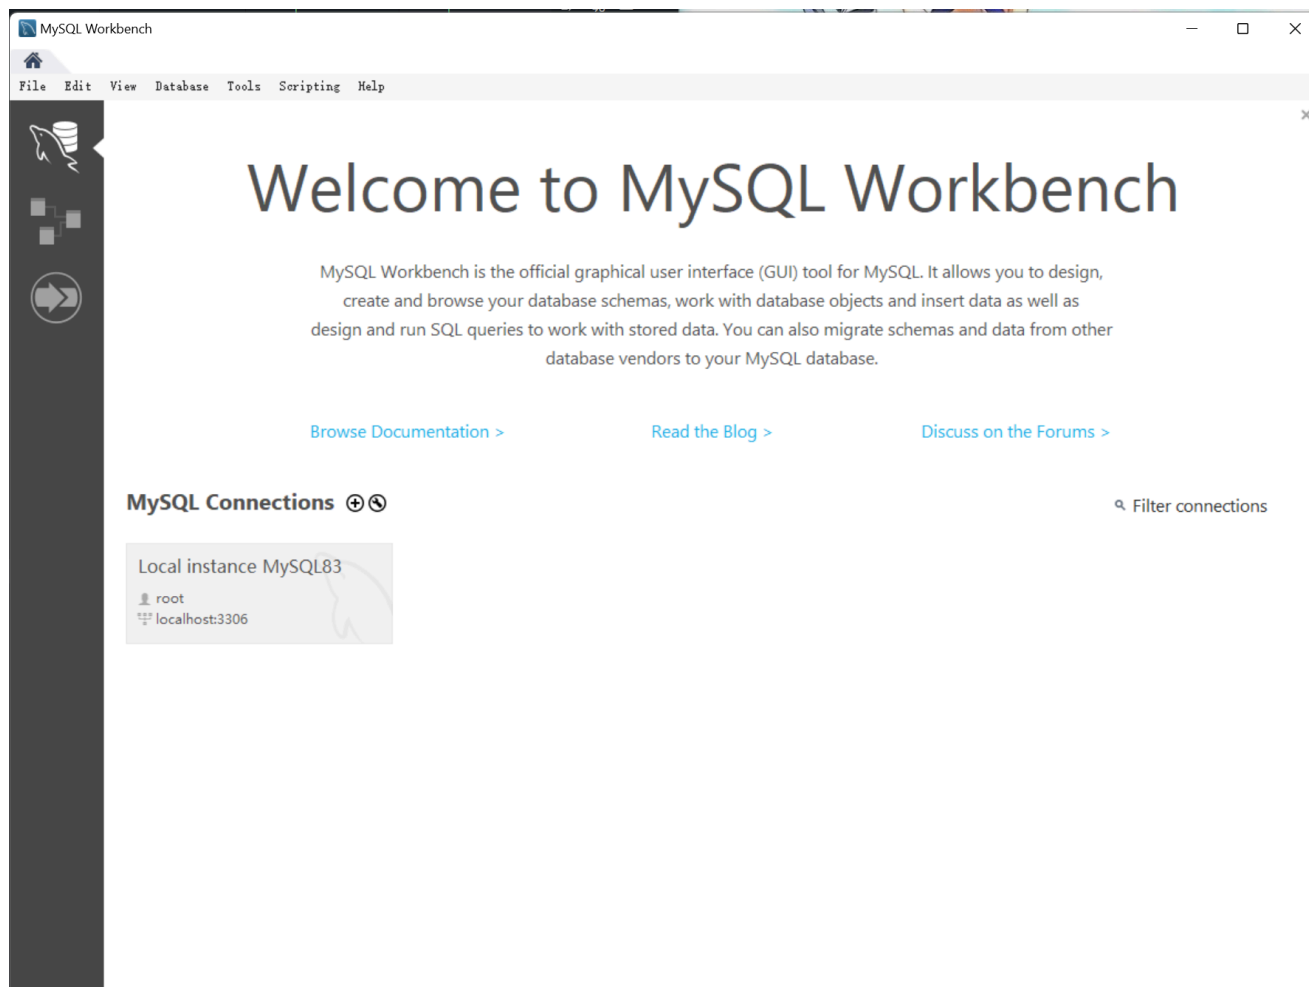 MySQL Workbench
File Edit View Database Tools Scripting Help
Welcome to MySQL Workbench
MySQL Workbench is the official graphical user interface (GUI) tool for MySQL. It allows you to design,
create and browse your database schemas, work with database objects and insert data as well as
design and run SQL queries to work with stored data. You can also migrate schemas and data from other
database vendors to your MySQL database.
Browse Documentation > Read the Blog > Discuss on the Forums >
MySQL Connections Filter connections
Local instance MySQL83
root
localhost:3306